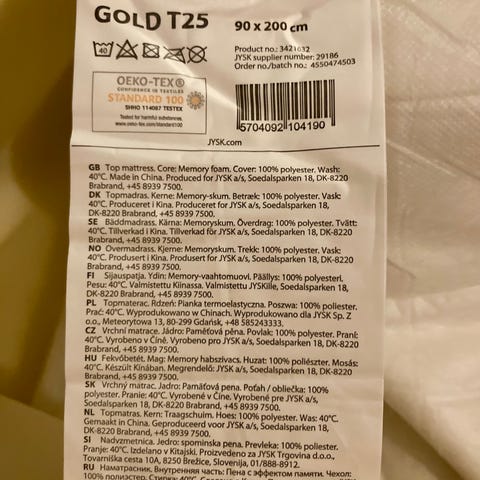 GOLD T25
90 x 200 cm
40
Product no.: 3421632
JYSK supplier number: 29186
Order no./batch no.: 4550474503
OEKO-TEX®
CONFIDENCE IN TEXTILES
STANDARD 100
SHHO 114087 TESTEX
Tested for harmful substances.
www.oeko-tex.com/standard100
5704092 104190
JYSK.com
GB Top mattress. Core: Memory foam. Cover: 100% polyester. Wash:
40°C. Made in China. Produced for JYSK a/s, Soedalsparken 18, DK-8220
Brabrand, +45 8939 7500.
DK Topmadras. Kerne: Memory-skum. Betræk: 100% polyester. Vask:
40°C. Produceret i Kina. Produceret for JYSK a/s, Soedalsparken 18,
DK-8220 Brabrand, +45 8939 7500.
SE Bäddmadrass. Kärna: Memoryskum. Överdrag: 100% polyester. Tvätt:
40°C. Tillverkad i Kina. Tillverkad för JYSK a/s, Soedalsparken 18,
DK-8220 Brabrand, +45 8939 7500.
NO Overmadrass. Kjerne: Memoryskum. Trekk: 100% polyester. Vask:
40°C. Produsert i Kina. Produsert for JYSK a/s, Soedalsparken 18, DK-8220
Brabrand, +45 8939 7500.
FI Sijauspatja. Ydin: Memory-vaahtomuovi. Päällys: 100% polyesteri.
Pesu: 40°C. Valmistettu Kiinassa. Valmistettu JYSKille, Soedalsparken 18,
DK-8220 Brabrand, +45 8939 7500.
PL Topmaterac. Rdzeń: Pianka termoelastyczna. Poszwa: 100% poliester.
Prać: 40°C. Wyprodukowano w Chinach. Wyprodukowano dla JYSK Sp. Z
o.o., Meteorytowa 13, 80-299 Gdańsk, +48 585243333.
CZ Vrchní matrace. Jádro: Paměťová pěna. Povlak: 100% polyester. Praní:
40°C. Vyrobeno v Číně. Vyrobeno pro JYSK a/s, Soedalsparken 18, DK-8220
Brabrand, +45 8939 7500.
HU Fekvőbetét. Mag: Memory habszivács. Huzat: 100% poliészter. Mosás:
40°C. Készült Kínában. Megrendelő: JYSK a/s, Soedalsparken 18, DK-8220
Brabrand, +45 8939 7500.
SK Vrchný matrac. Jadro: Pamäťová pena. Poťah / obliečka: 100%
polyester. Pranie: 40°C. Vyrobené v Číne. Vyrobené pre JYSK a/s,
Soedalsparken 18, DK-8220 Brabrand, +45 8939 7500.
NL Topmatras. Kern: Traagschuim. Hoes: 100% polyester. Was: 40°C.
Gemaakt in China. Geproduceerd voor JYSK a/s, Soedalsparken 18,
DK-8220 Brabrand, +45 8939 7500.
SI Nadvzmetnica. Jedro: spominska pena. Prevleka: 100% poliester.
Pranje: 40°C. Izdelano v Kitajski. Proizvedeno za JYSK Trgovina d.o.o.,
Tovarniška cesta 10A, 8250 Brežice, Slovenija, 01/888-8912.
RU Наматрасник. Внутренняя часть: Пена с эффектом памяти. Чехол:
100% полиэстер. Стирка: 40°C.